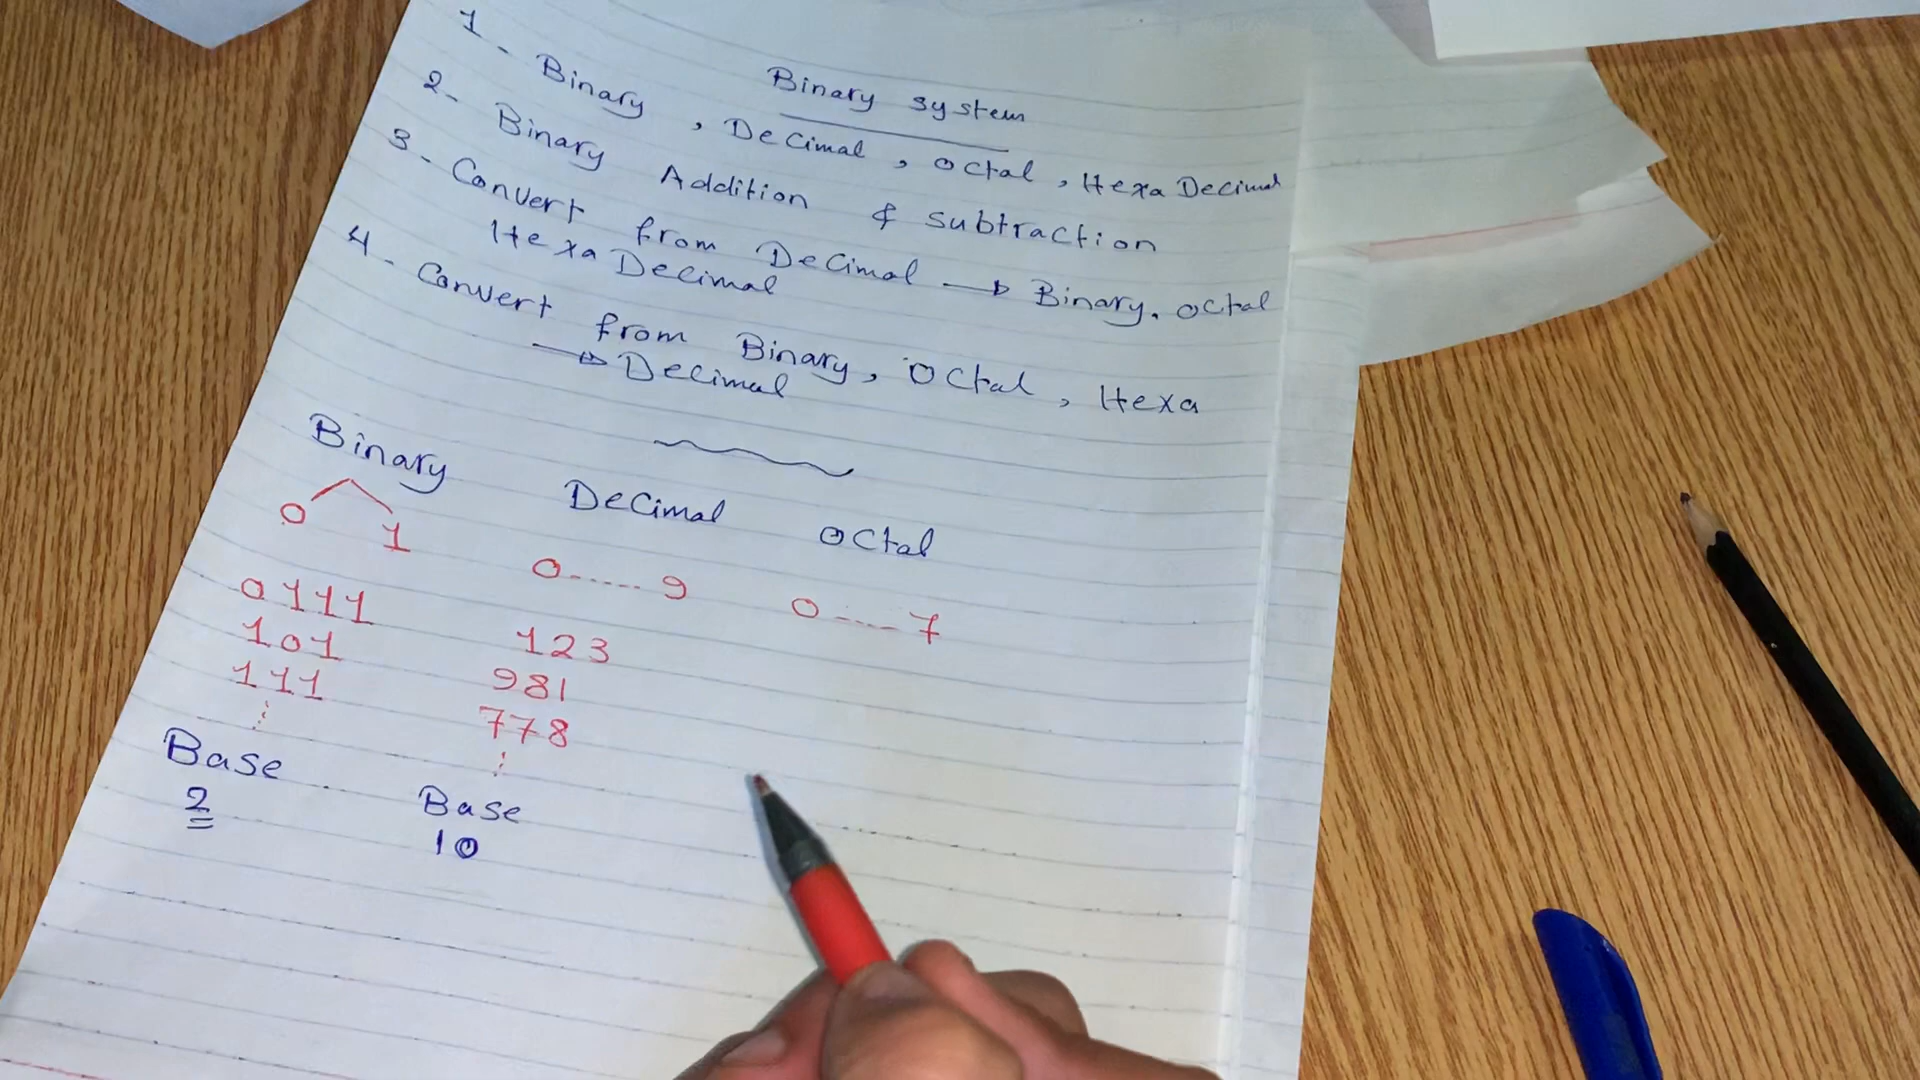 Binary system
1- Binary, Decimal, octal, Hexa Decimal
2- Binary Addition & subtraction
3- Convert from Decimal → Binary. octal
Hexa Decimal
4- Convert from Binary, Octal, Hexa
→ Decimal
Binary Decimal octal
0 1 0......9 0......7
0111 123
101 981
111 778
Base Base
2 10